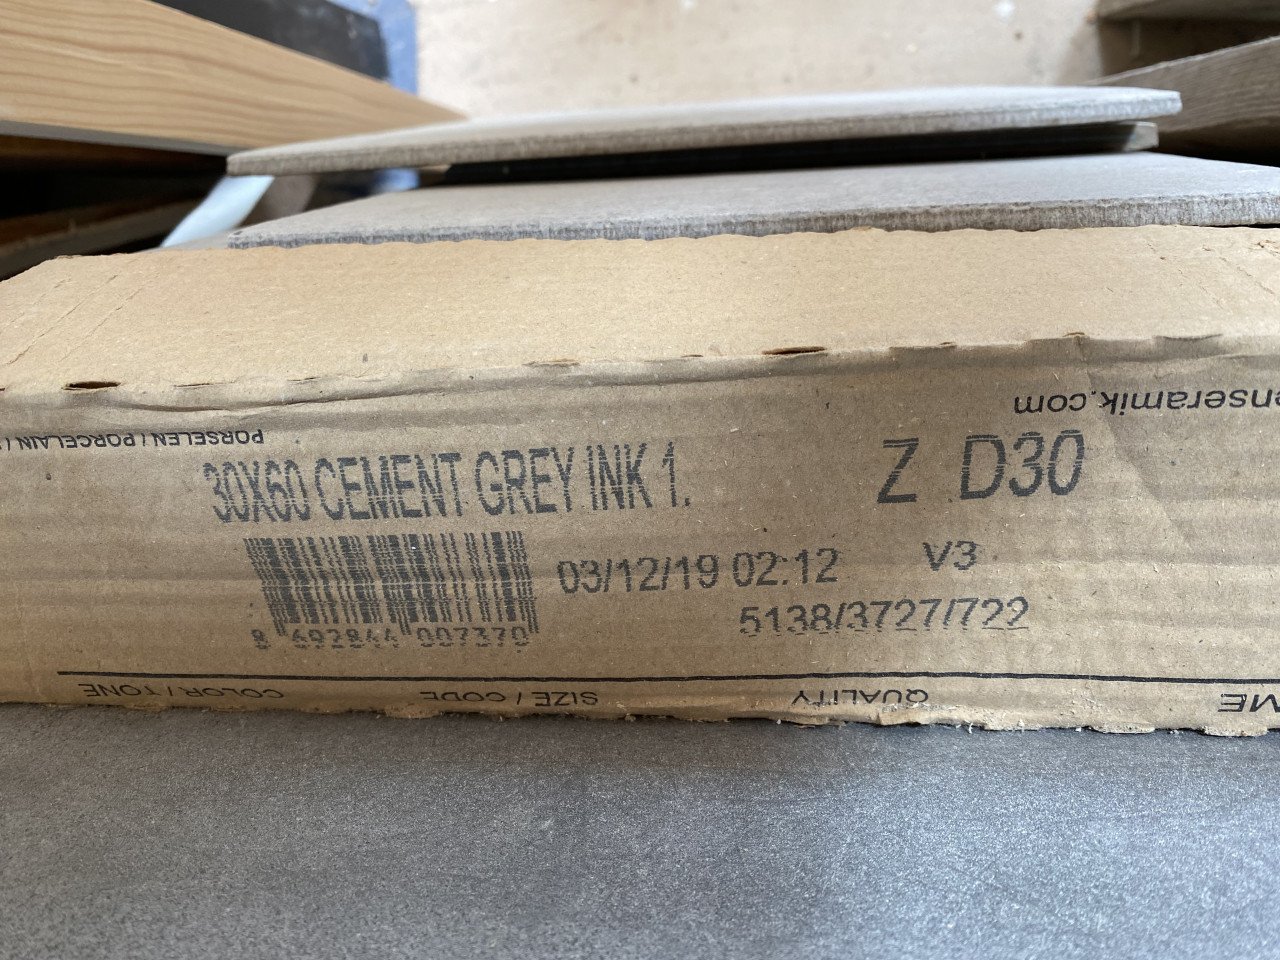 enseramik.com
PORSELEN / PORCELAIN /
30X60 CEMENT GREY INK 1. Z D30
03/12/19 02:12 V3
5138/3727/722
8 692844 007370
COLOR / TONE SIZE / CODE QUALITY